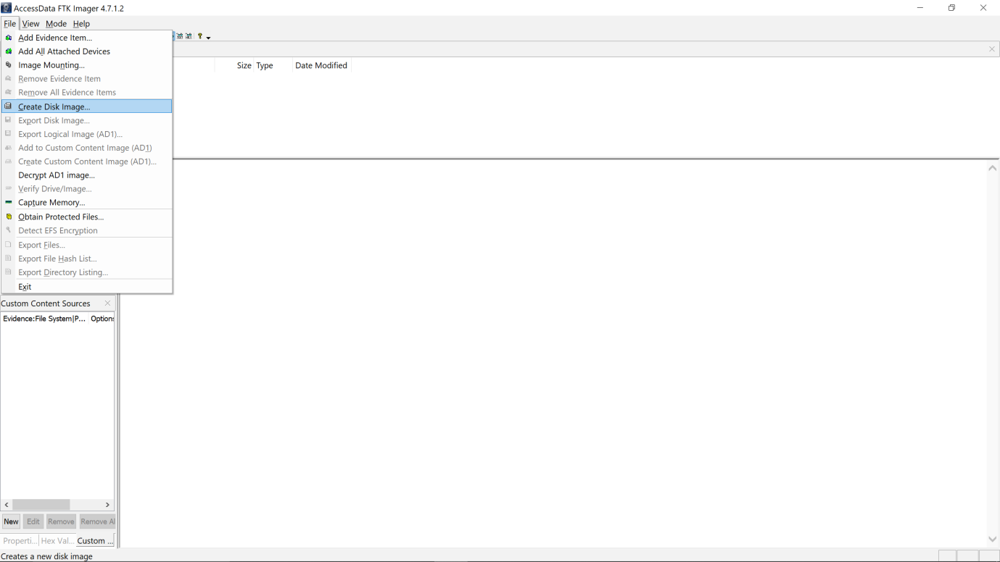 AccessData FTK Imager 4.7.1.2
File View Mode Help
Add Evidence Item...
Add All Attached Devices
Image Mounting...
Remove Evidence Item
Remove All Evidence Items
Create Disk Image...
Export Disk Image...
Export Logical Image (AD1)...
Add to Custom Content Image (AD1)
Create Custom Content Image (AD1)...
Decrypt AD1 image...
Verify Drive/Image...
Capture Memory...
Obtain Protected Files...
Detect EFS Encryption
Export Files...
Export File Hash List...
Export Directory Listing...
Exit
Size Type Date Modified
Custom Content Sources
Evidence:File System|P... Options
New Edit Remove Remove Al
Properti... Hex Val... Custom ...
Creates a new disk image